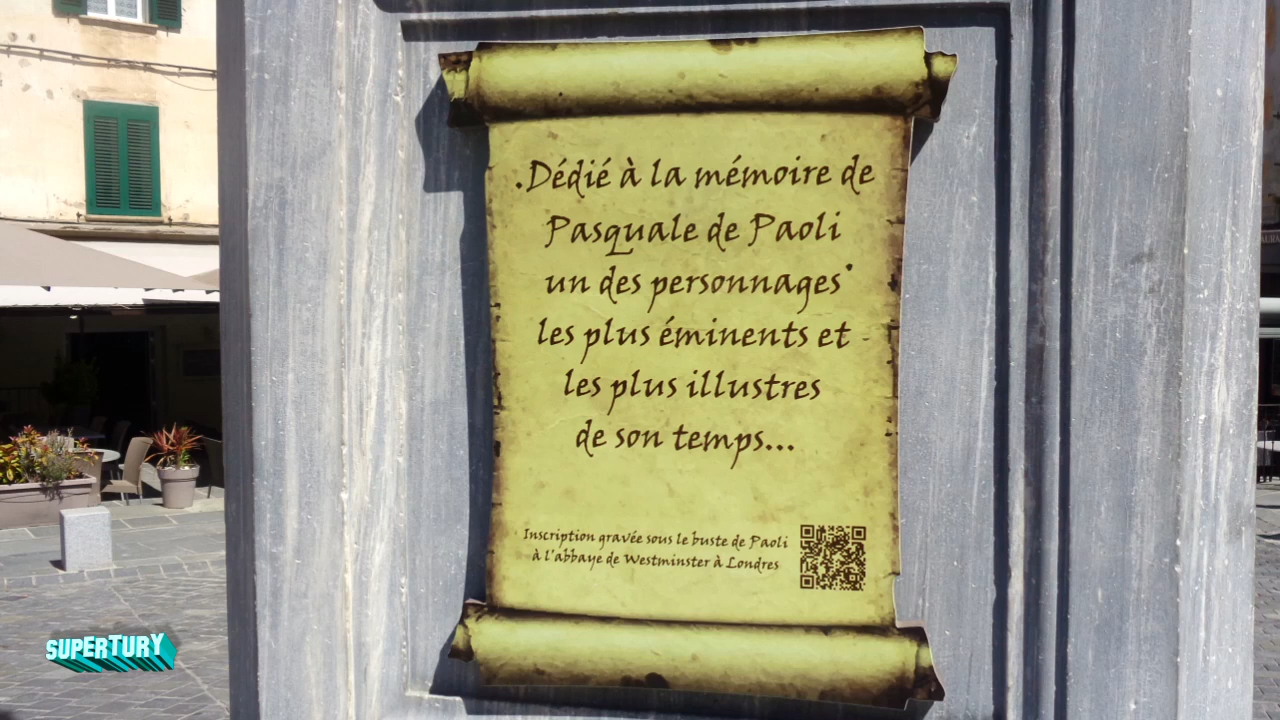 .Dédié à la mémoire de
Pasquale de Paoli
un des personnages
les plus éminents et
les plus illustres
de son temps...
Inscription gravée sous le buste de Paoli
à l'abbaye de Westminster à Londres
SUPERTURY